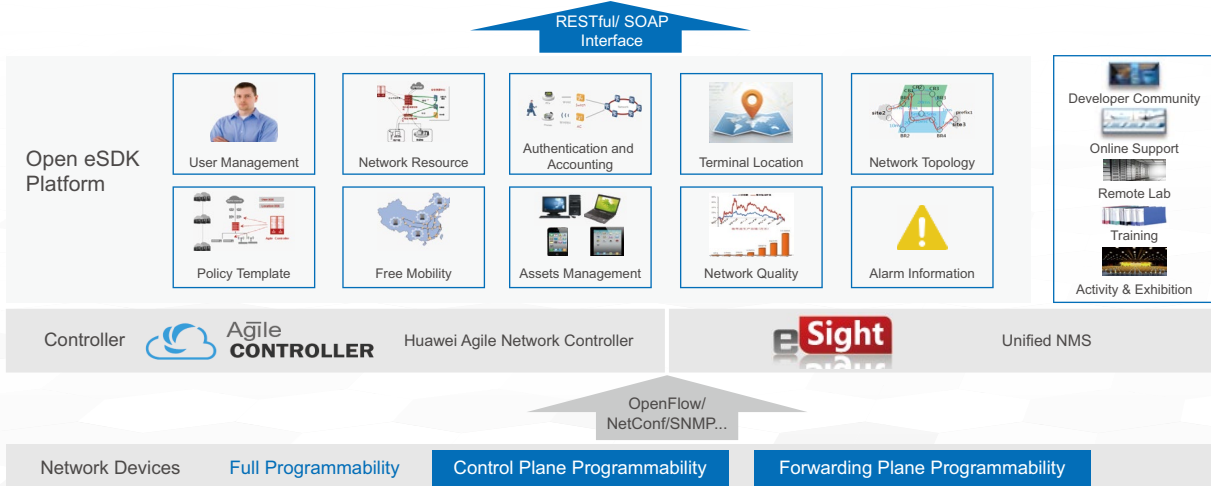 RESTful/ SOAP
Interface
Open eSDK
Platform
User Management
Network Resource
Authentication and
Accounting
Terminal Location
Network Topology
Policy Template
Free Mobility
Assets Management
Network Quality
Alarm Information
Developer Community
Online Support
Remote Lab
Training
Activity & Exhibition
Controller
Agile
CONTROLLER
Huawei Agile Network Controller
eSight
Unified NMS
OpenFlow/
NetConf/SNMP...
Network Devices
Full Programmability
Control Plane Programmability
Forwarding Plane Programmability